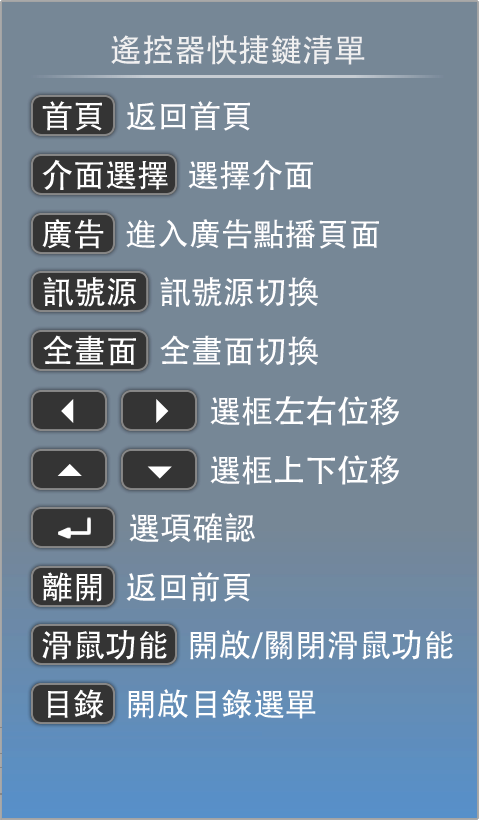 遙控器快捷鍵清單
首頁 返回首頁
介面選擇 選擇介面
廣告 進入廣告點播頁面
訊號源 訊號源切換
全畫面 全畫面切換
選框左右位移
選框上下位移
選項確認
離開 返回前頁
滑鼠功能 開啟/關閉滑鼠功能
目錄 開啟目錄選單